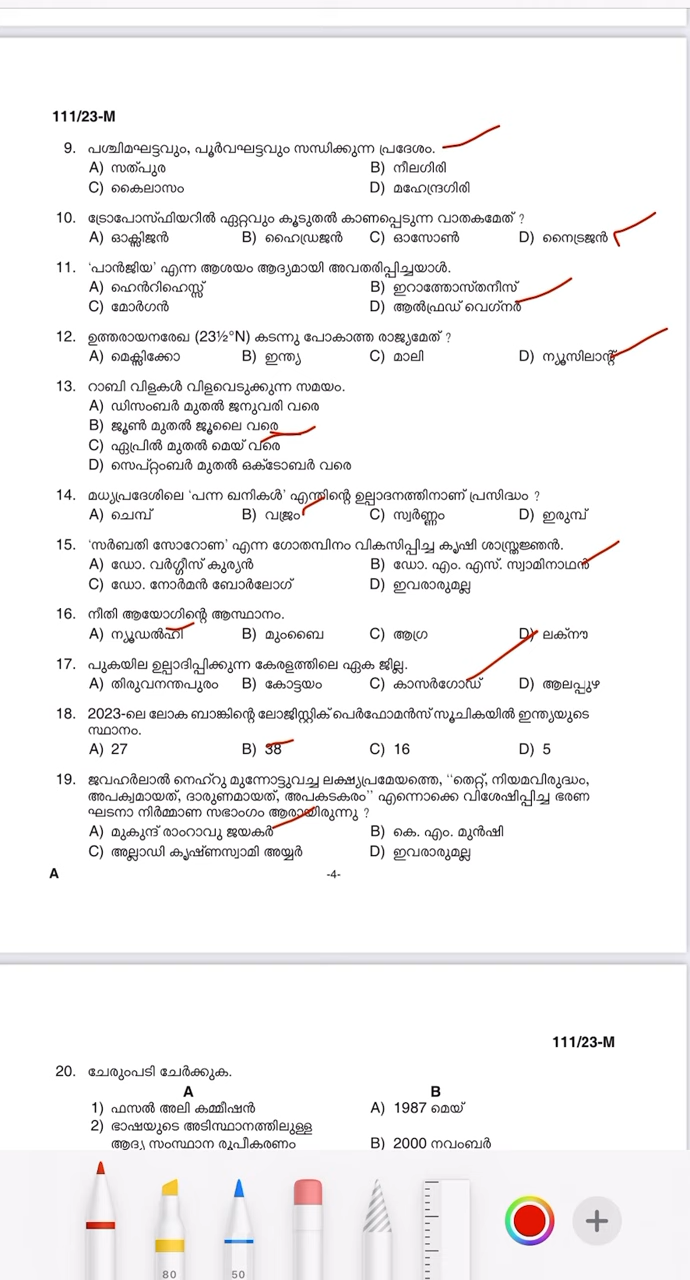 111/23-M
9. പശ്ചിമഘട്ടവും, പൂർവഘട്ടവും സന്ധിക്കുന്ന പ്രദേശം.
A) സത്പുര B) നീലഗിരി
C) കൈലാസം D) മഹേന്ദ്രഗിരി
10. ട്രോപോസ്ഫിയറിൽ ഏറ്റവും കൂടുതൽ കാണപ്പെടുന്ന വാതകമേത് ?
A) ഓക്സിജൻ B) ഹൈഡ്രജൻ C) ഓസോൺ D) നൈട്രജൻ
11. 'പാൻജിയ' എന്ന ആശയം ആദ്യമായി അവതരിപ്പിച്ചയാൾ.
A) ഹെൻറിഹെസ്സ് B) ഇറാത്തോസ്തനീസ്
C) മോർഗൻ D) ആൽഫ്രഡ് വെഗ്നർ
12. ഉത്തരായനരേഖ (23½°N) കടന്നു പോകാത്ത രാജ്യമേത് ?
A) മെക്സിക്കോ B) ഇന്ത്യ C) മാലി D) ന്യൂസിലാന്റ്
13. റാബി വിളകൾ വിളവെടുക്കുന്ന സമയം.
A) ഡിസംബർ മുതൽ ജനുവരി വരെ
B) ജൂൺ മുതൽ ജൂലൈ വരെ
C) ഏപ്രിൽ മുതൽ മെയ് വരെ
D) സെപ്റ്റംബർ മുതൽ ഒക്ടോബർ വരെ
14. മധ്യപ്രദേശിലെ 'പന്ന ഖനികൾ' എന്തിന്റെ ഉല്പാദനത്തിനാണ് പ്രസിദ്ധം ?
A) ചെമ്പ് B) വജ്രം C) സ്വർണ്ണം D) ഇരുമ്പ്
15. 'സർബതി സോറോണ' എന്ന ഗോതമ്പിനം വികസിപ്പിച്ച കൃഷി ശാസ്ത്രജ്ഞൻ.
A) ഡോ. വർഗ്ഗീസ് കുര്യൻ B) ഡോ. എം. എസ്. സ്വാമിനാഥൻ
C) ഡോ. നോർമൻ ബോർലോഗ് D) ഇവരാരുമല്ല
16. നീതി ആയോഗിന്റെ ആസ്ഥാനം.
A) ന്യൂഡൽഹി B) മുംബൈ C) ആഗ്ര D) ലക്നൗ
17. പുകയില ഉല്പാദിപ്പിക്കുന്ന കേരളത്തിലെ ഏക ജില്ല.
A) തിരുവനന്തപുരം B) കോട്ടയം C) കാസർഗോഡ് D) ആലപ്പുഴ
18. 2023-ലെ ലോക ബാങ്കിന്റെ ലോജിസ്റ്റിക് പെർഫോമൻസ് സൂചികയിൽ ഇന്ത്യയുടെ
സ്ഥാനം.
A) 27 B) 38 C) 16 D) 5
19. ജവഹർലാൽ നെഹ്റു മുന്നോട്ടുവച്ച ലക്ഷ്യപ്രമേയത്തെ, "തെറ്റ്, നിയമവിരുദ്ധം,
അപക്വമായത്, ദാരുണമായത്, അപകടകരം" എന്നൊക്കെ വിശേഷിപ്പിച്ച ഭരണ
ഘടനാ നിർമ്മാണ സഭാംഗം ആരായിരുന്നു ?
A) മുകുന്ദ് രാംറാവു ജയകർ B) കെ. എം. മുൻഷി
C) അല്ലാഡി കൃഷ്ണസ്വാമി അയ്യർ D) ഇവരാരുമല്ല
A -4-
111/23-M
20. ചേരുംപടി ചേർക്കുക.
A B
1) ഫസൽ അലി കമ്മീഷൻ A) 1987 മെയ്
2) ഭാഷയുടെ അടിസ്ഥാനത്തിലുള്ള
ആദ്യ സംസ്ഥാന രൂപീകരണം B) 2000 നവംബർ
80 50